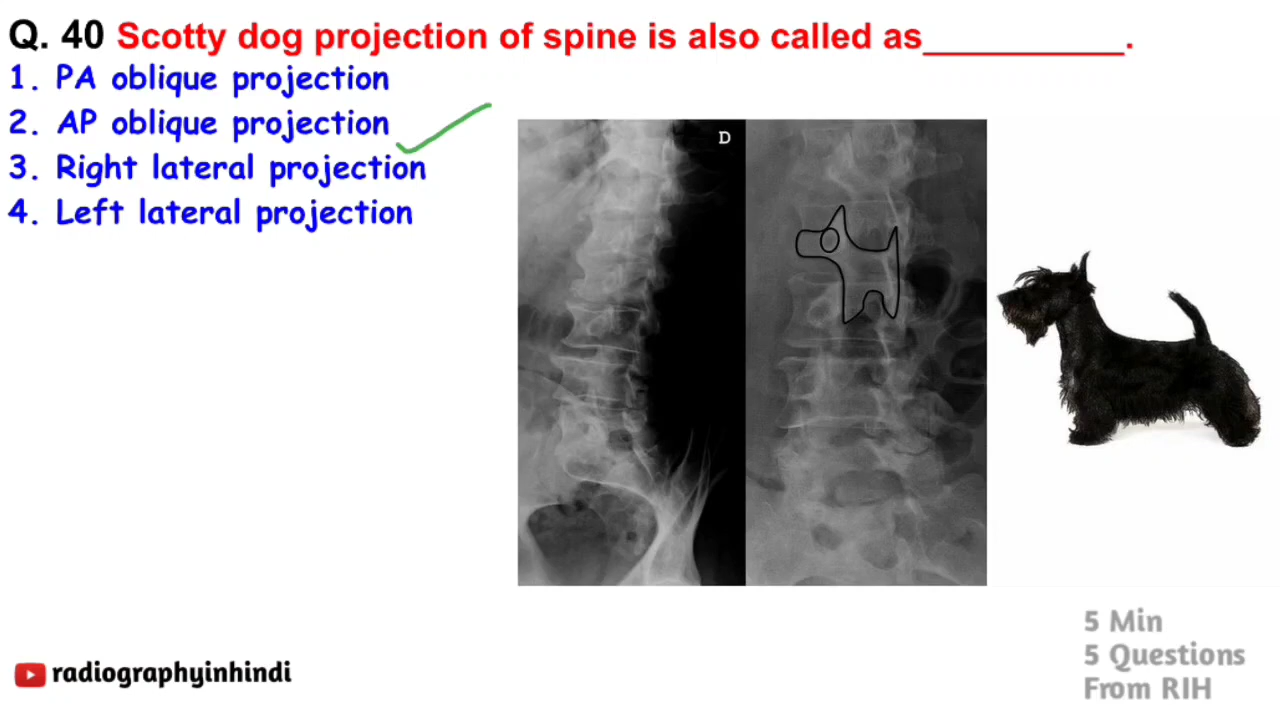 Q. 40 Scotty dog projection of spine is also called as___________.
1. PA oblique projection
2. AP oblique projection
3. Right lateral projection
4. Left lateral projection
D
radiographyinhindi
5 Min
5 Questions
From RIH